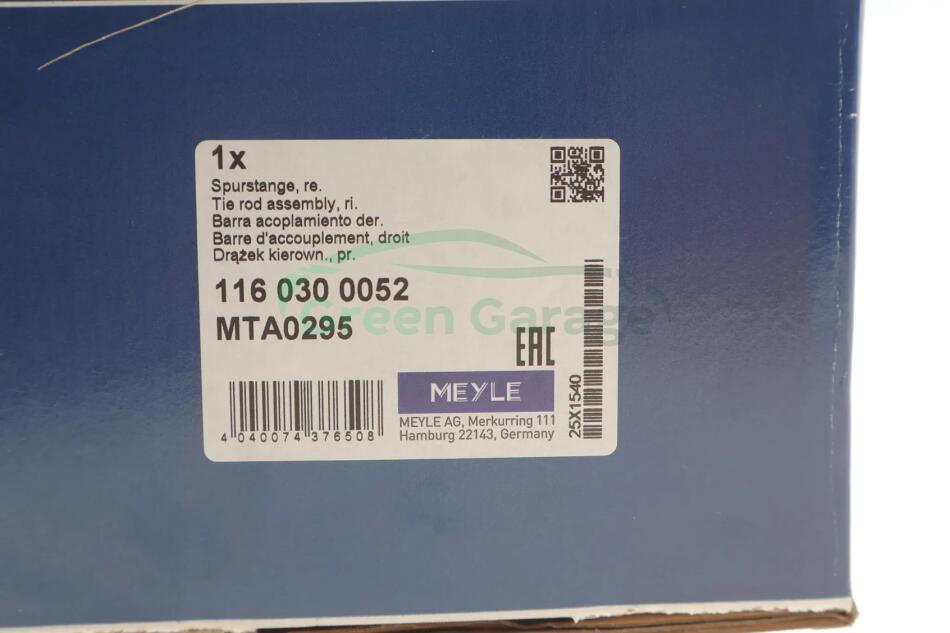 1x
Spurstange, re.
Tie rod assembly, ri.
Barra acoplamiento der.
Barre d'accouplement, droit
Drążek kierown., pr.
116 030 0052
MTA0295
Green Garage
EAC
MEYLE
MEYLE AG, Merkurring 111
Hamburg 22143, Germany
4 040074 376508
25X1540